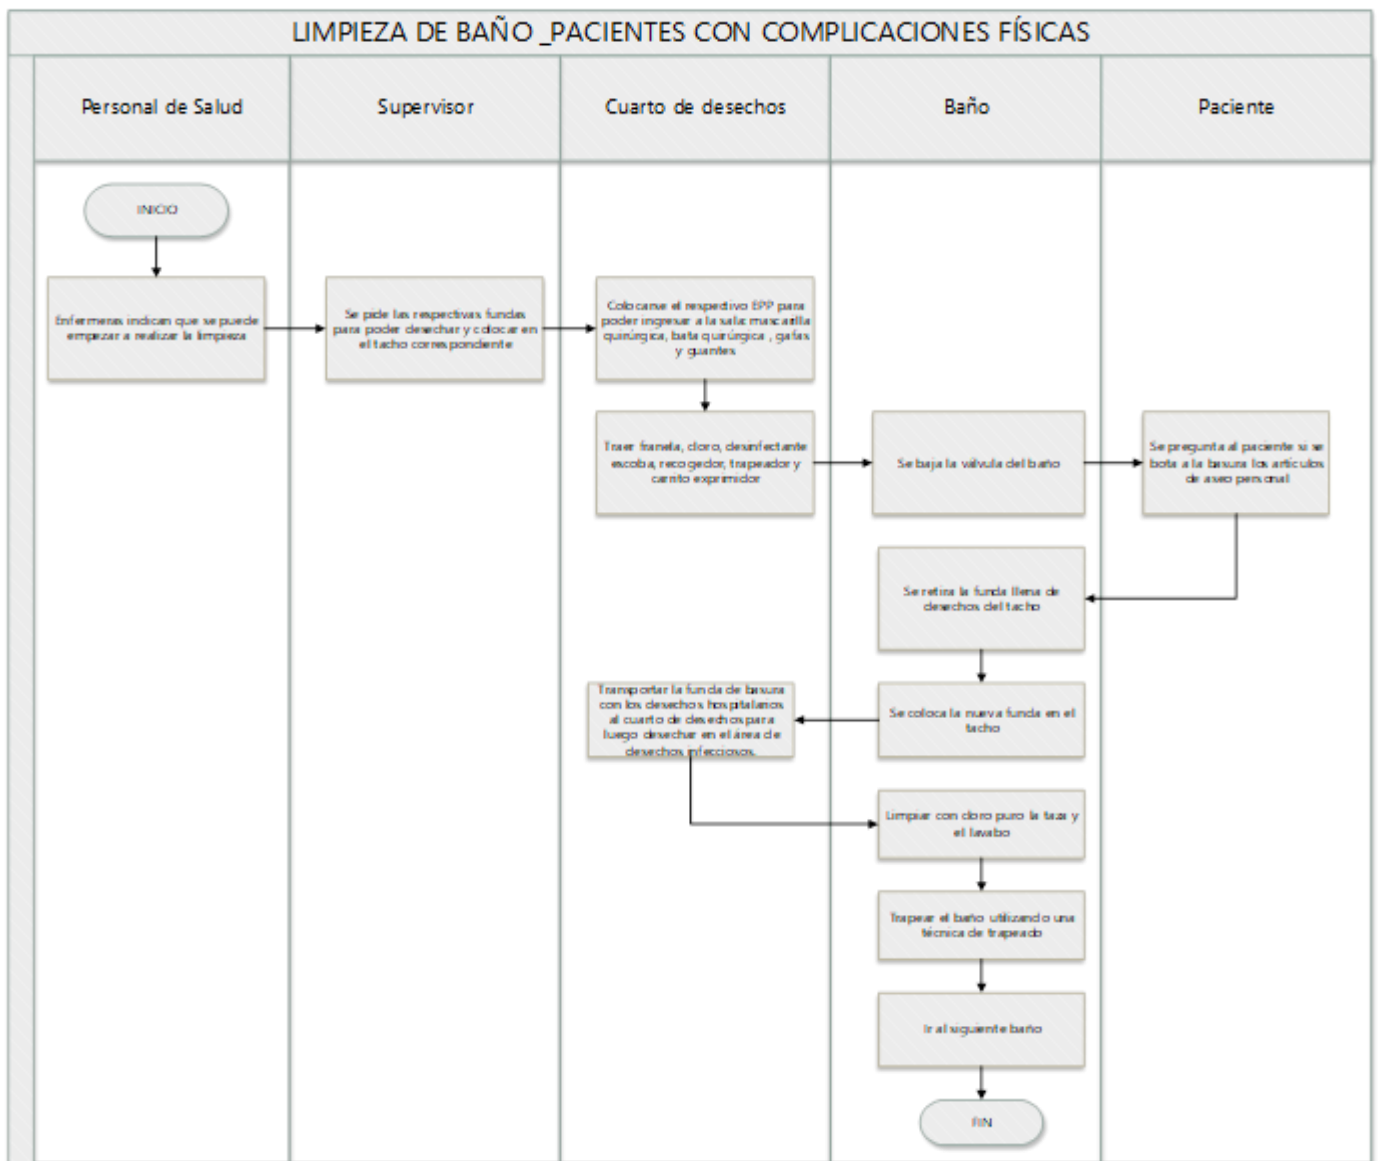 LIMPIEZA DE BAÑO _PACIENTES CON COMPLICACIONES FÍSICAS
Personal de Salud
Supervisor
Cuarto de desechos
Baño
Paciente
INICIO
Enfermeras indican que se puede
empezar a realizar la limpieza
Se pide las respectivas fundas
para poder desechar y colocar en
el tacho correspondiente
Colocarse el respectivo EPP para
poder ingresar a la sala: mascarilla
quirúrgica, bata quirúrgica , gafas
y guantes
Traer franela, cloro, desinfectante
escoba, recogedor, trapeador y
carrito exprimidor
Se baja la válvula del baño
Se pregunta al paciente si se
bota a la basura los artículos
de aseo personal
Se retira la funda llena de
desechos del tacho
Se coloca la nueva funda en el
tacho
Transportar la funda de basura
con los desechos hospitalarios
al cuarto de desechos para
luego desechar en el área de
desechos infecciosos.
Limpiar con cloro puro la taza y
el lavabo
Trapear el baño utilizando una
técnica de trapeado
Ir al siguiente baño
FIN